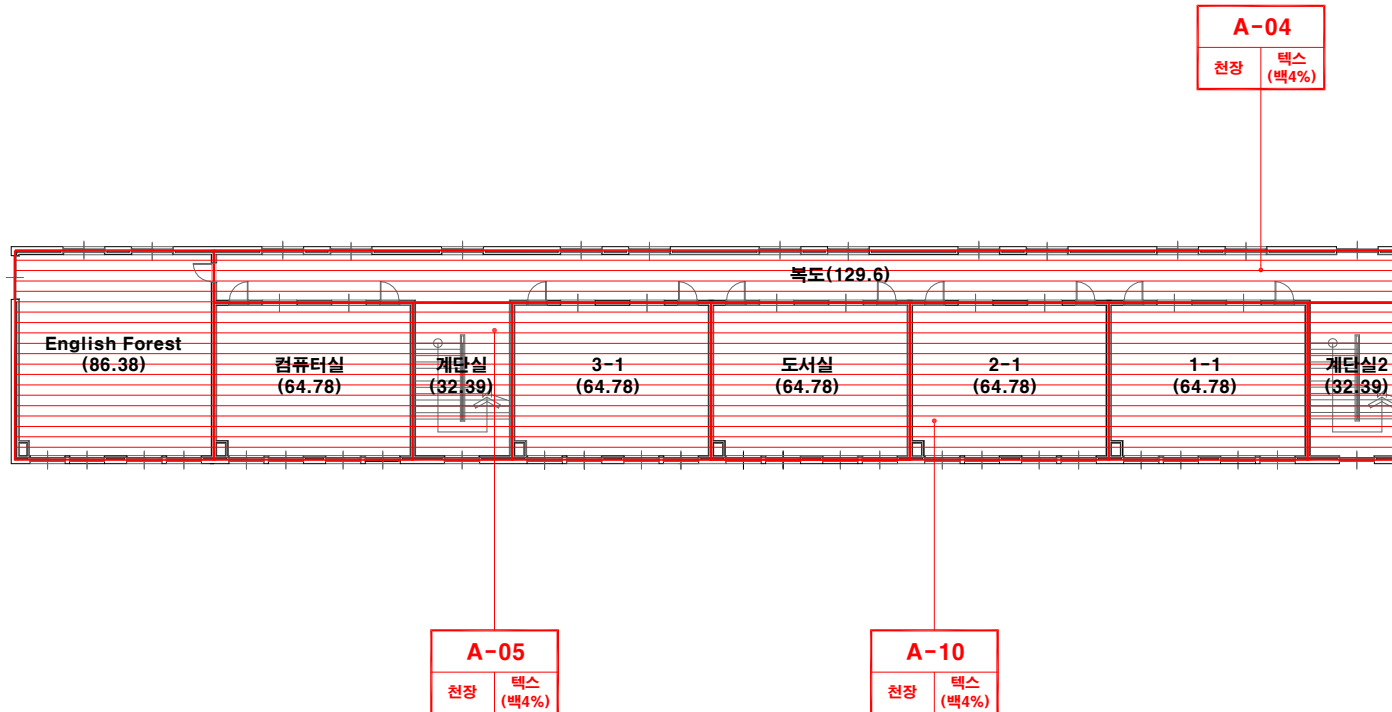 A-04
천장
텍스
(백4%)
복도(129.6)
English Forest
(86.38)
컴퓨터실
(64.78)
계단실
(32.39)
3-1
(64.78)
도서실
(64.78)
2-1
(64.78)
1-1
(64.78)
계단실2
(32.39)
A-05
천장
텍스
(백4%)
A-10
천장
텍스
(백4%)